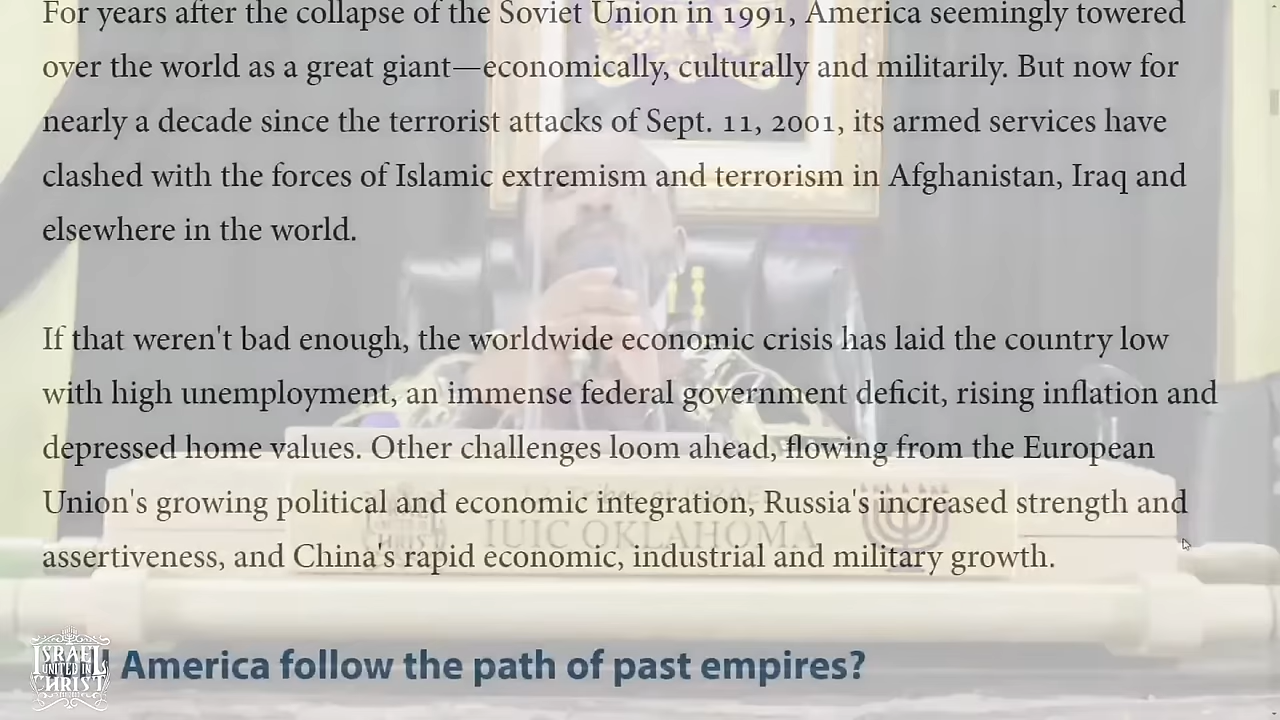 For years after the collapse of the Soviet Union in 1991, America seemingly towered
over the world as a great giant—economically, culturally and militarily. But now for
nearly a decade since the terrorist attacks of Sept. 11, 2001, its armed services have
clashed with the forces of Islamic extremism and terrorism in Afghanistan, Iraq and
elsewhere in the world.
If that weren't bad enough, the worldwide economic crisis has laid the country low
with high unemployment, an immense federal government deficit, rising inflation and
depressed home values. Other challenges loom ahead, flowing from the European
Union's growing political and economic integration, Russia's increased strength and
IUIC OKLAHOMA
assertiveness, and China's rapid economic, industrial and military growth.
America follow the path of past empires?
ISRAEL
UNITED IN
CHRIST